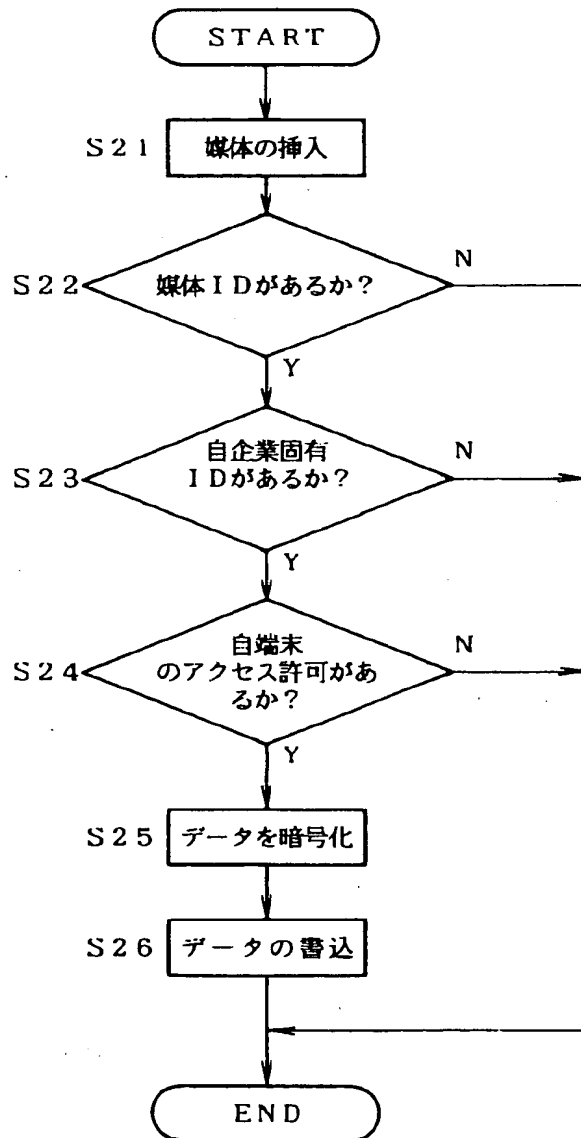 START
S21 媒体の挿入
S22 媒体IDがあるか?
N
Y
自企業固有
S23 IDがあるか?
N
Y
自端末
S24 のアクセス許可があ
るか?
N
Y
S25 データを暗号化
S26 データの書込
END